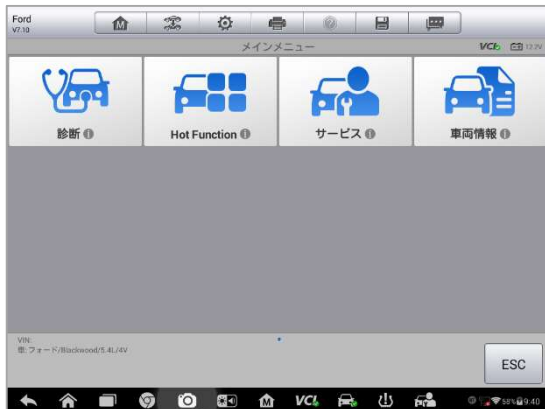 Ford
V7.10
メインメニュー
VCI
12.2V
診断
Hot Function
サービス
車両情報
VIN:
車: フォード/Blackwood/5.4L/4V
ESC
VCI
58% 9:40